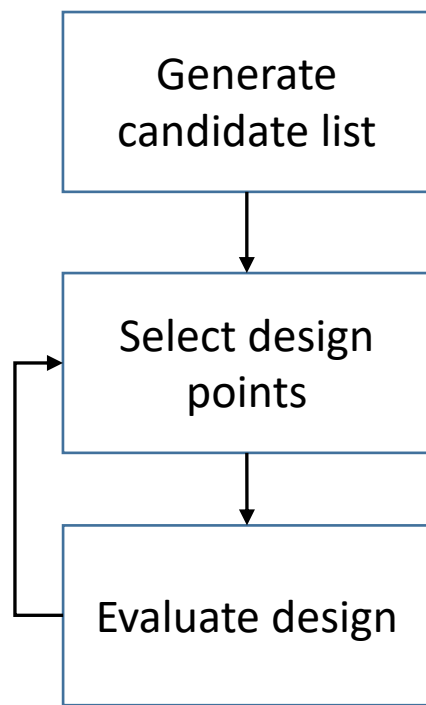 Generate
candidate list
Select design
points
Evaluate design